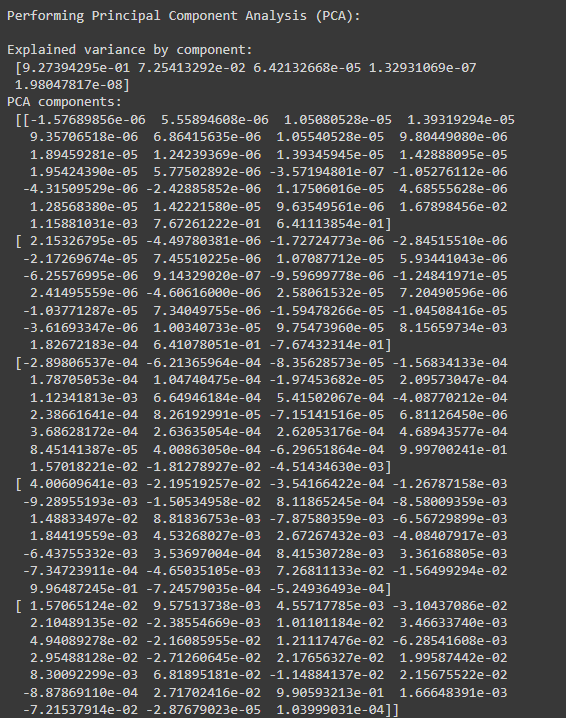 Performing Principal Component Analysis (PCA):
Explained variance by component:
[9.27394295e-01 7.25413292e-02 6.42132668e-05 1.32931069e-07
1.98047817e-08]
PCA components:
[[-1.57689856e-06 5.55894608e-06 1.05080528e-05 1.39319294e-05
9.35706518e-06 6.86415635e-06 1.05540528e-05 9.80449080e-06
1.89459281e-05 1.24239369e-06 1.39345945e-05 1.42888095e-05
1.95424390e-05 5.77502892e-06 -3.57194801e-07 -1.05276112e-06
-4.31509529e-06 -2.42885852e-06 1.17506016e-05 4.68555628e-06
1.28568380e-05 1.42221580e-05 9.63549561e-06 1.67898456e-02
1.15881031e-03 7.67261222e-01 6.41113854e-01]
[ 2.15326795e-05 -4.49780381e-06 -1.72724773e-06 -2.84515510e-06
-2.17269674e-05 7.45510225e-06 1.07087712e-05 5.93441043e-06
-6.25576995e-06 9.14329020e-07 -9.59699778e-06 -1.24841971e-05
2.41495559e-06 -4.60616000e-06 2.58061532e-05 7.20490596e-06
-1.03771287e-05 7.34049755e-06 -1.59478266e-05 -1.04508416e-05
-3.61693347e-06 1.00340733e-05 9.75473960e-05 8.15659734e-03
1.82672183e-04 6.41078051e-01 -7.67432314e-01]
[-2.89806537e-04 -6.21365964e-04 -8.35628573e-05 -1.56834133e-04
1.78705053e-04 1.04740475e-04 -1.97453682e-05 2.09573047e-04
1.12341813e-03 6.64946184e-04 5.41502067e-04 -4.08770212e-04
2.38661641e-04 8.26192991e-05 -7.15141516e-05 6.81126450e-06
3.68628172e-04 2.63635054e-04 2.62053176e-04 4.68943577e-04
8.45141387e-05 4.00863050e-04 -6.29651864e-04 9.99700241e-01
1.57018221e-02 -1.81278927e-02 -4.51434630e-03]
[ 4.00609641e-03 -2.19519257e-02 -3.54166422e-04 -1.26787158e-03
-9.28955193e-03 -1.50534958e-02 8.11865245e-04 -8.58009359e-03
1.48833497e-02 8.81836753e-03 -7.87580359e-03 -6.56729899e-03
1.84419559e-03 4.53268027e-03 2.67267432e-03 -4.08407917e-03
-6.43755332e-03 3.53697004e-04 8.41530728e-03 3.36168805e-03
-7.34723911e-04 -4.65035105e-03 7.26811133e-02 -1.56499294e-02
9.96487245e-01 -7.24579035e-04 -5.24936493e-04]
[ 1.57065124e-02 9.57513738e-03 4.55717785e-03 -3.10437086e-02
2.10489135e-02 -2.38554669e-03 1.01101184e-02 3.46633740e-03
4.94089278e-02 -2.16085955e-02 1.21117476e-02 -6.28541608e-03
2.95488128e-02 -2.71260645e-02 2.17656327e-02 1.99587442e-02
8.30092299e-03 6.81895181e-02 -1.14884137e-02 2.15675522e-02
-8.87869110e-04 2.71702416e-02 9.90593213e-01 1.66648391e-03
-7.21537914e-02 -2.87679023e-05 1.03999031e-04]]